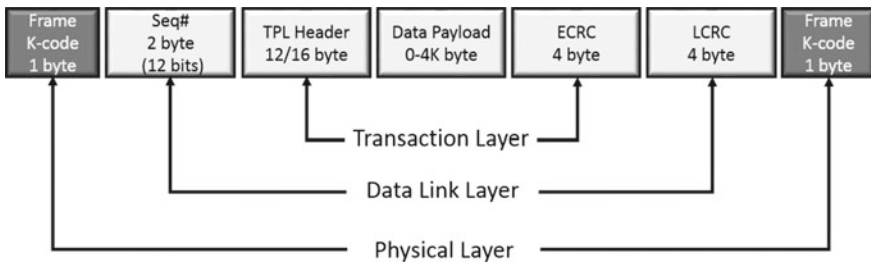 Frame
K-code
1 byte
Seq#
2 byte
(12 bits)
TPL Header
12/16 byte
Data Payload
0-4K byte
ECRC
4 byte
LCRC
4 byte
Frame
K-code
1 byte
Transaction Layer
Data Link Layer
Physical Layer